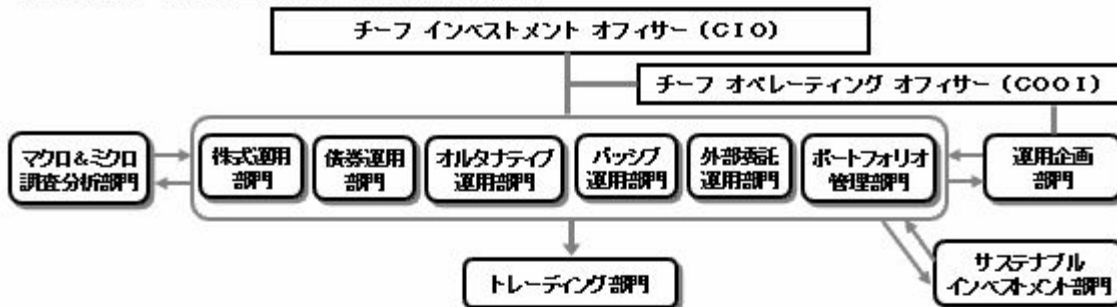 チーフ インベストメント オフィサー (CIO)
チーフ オペレーティング オフィサー (COOI)
マクロ&ミクロ
調査分析部門
株式運用
部門
債券運用
部門
オルタナティブ
運用部門
パッシブ
運用部門
外部委託
運用部門
ポートフォリオ
管理部門
運用企画
部門
トレーディング部門
サステナブル
インベストメント部門